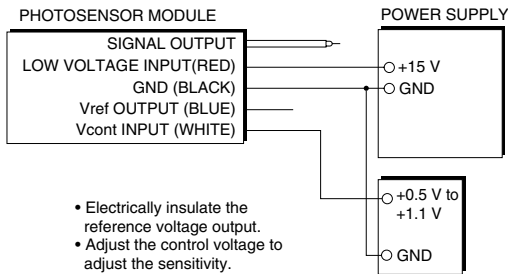 PHOTOSENSOR MODULE
SIGNAL OUTPUT
LOW VOLTAGE INPUT(RED)
GND (BLACK)
Vref OUTPUT (BLUE)
Vcont INPUT (WHITE)
POWER SUPPLY
+15 V
GND
+0.5 V to
+1.1 V
GND
• Electrically insulate the
reference voltage output.
• Adjust the control voltage to
adjust the sensitivity.